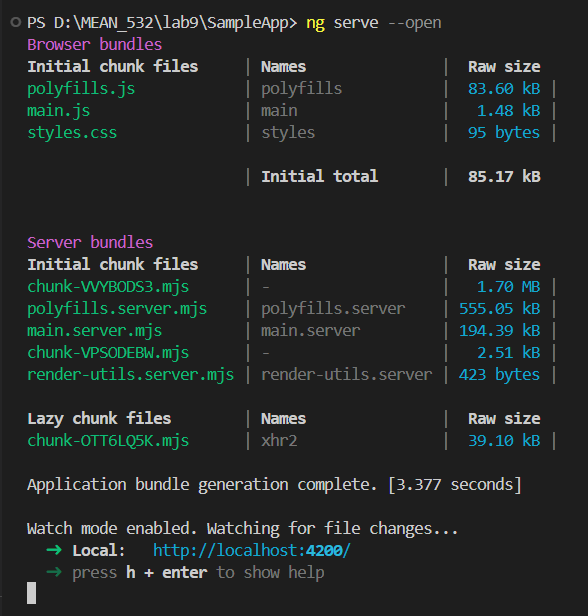 PS D:\MEAN_532\lab9\SampleApp> ng serve --open
Browser bundles
Initial chunk files | Names | Raw size
polyfills.js | polyfills | 83.60 kB |
main.js | main | 1.48 kB |
styles.css | styles | 95 bytes |
| Initial total | 85.17 kB
Server bundles
Initial chunk files | Names | Raw size
chunk-VVYBODS3.mjs | - | 1.70 MB |
polyfills.server.mjs | polyfills.server | 555.05 kB |
main.server.mjs | main.server | 194.39 kB |
chunk-VPSODEBW.mjs | - | 2.51 kB |
render-utils.server.mjs | render-utils.server | 423 bytes |
Lazy chunk files | Names | Raw size
chunk-OTT6LQ5K.mjs | xhr2 | 39.10 kB |
Application bundle generation complete. [3.377 seconds]
Watch mode enabled. Watching for file changes...
➜ Local: http://localhost:4200/
➜ press h + enter to show help